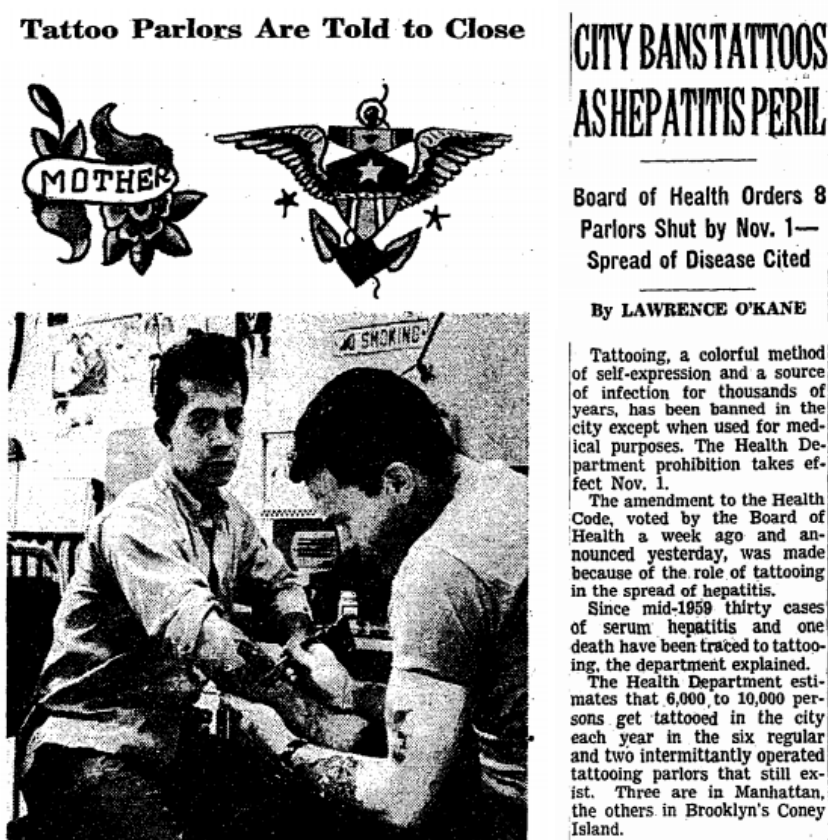 Tattoo Parlors Are Told to Close
MOTHER
NO SMOKING
CITY BANS TATTOOS
AS HEPATITIS PERIL
Board of Health Orders 8
Parlors Shut by Nov. 1—
Spread of Disease Cited
By LAWRENCE O'KANE
Tattooing, a colorful method
of self-expression and a source
of infection for thousands of
years, has been banned in the
city except when used for med-
ical purposes. The Health De-
partment prohibition takes ef-
fect Nov. 1.
The amendment to the Health
Code, voted by the Board of
Health a week ago and an-
nounced yesterday, was made
because of the role of tattooing
in the spread of hepatitis.
Since mid-1959 thirty cases
of serum hepatitis and one
death have been traced to tattoo-
ing, the department explained.
The Health Department esti-
mates that 6,000 to 10,000 per-
sons get tattooed in the city
each year in the six regular
and two intermittantly operated
tattooing parlors that still ex-
ist. Three are in Manhattan,
the others in Brooklyn's Coney
Island.